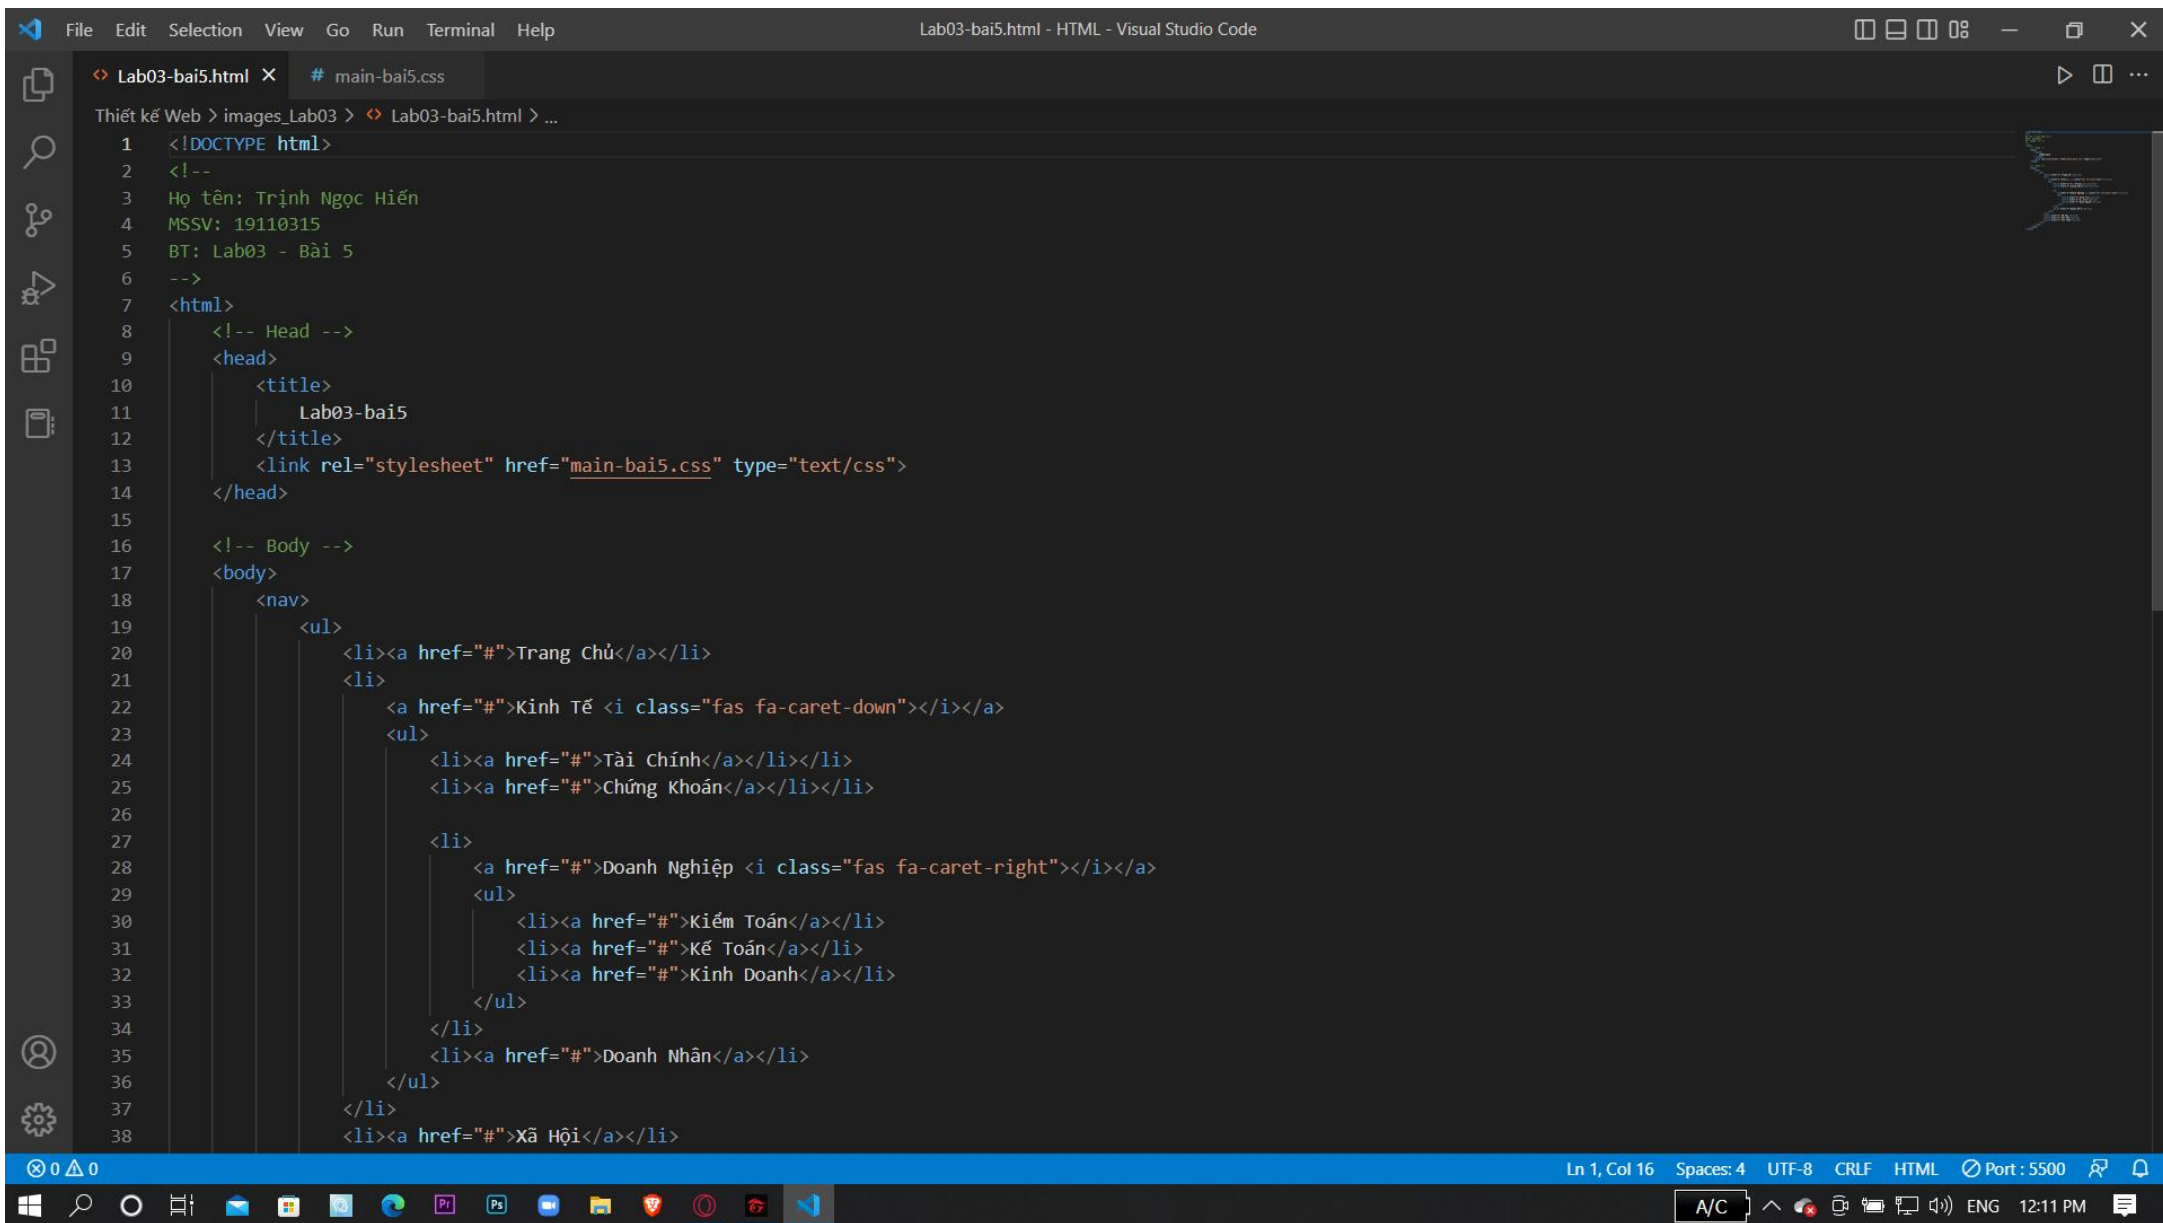 File Edit Selection View Go Run Terminal Help Lab03-bai5.html - HTML - Visual Studio Code
Lab03-bai5.html # main-bai5.css
Thiết kế Web > images_Lab03 > Lab03-bai5.html > ...
1 <!DOCTYPE html>
2 <!--
3 Họ tên: Trịnh Ngọc Hiến
4 MSSV: 19110315
5 BT: Lab03 - Bài 5
6 -->
7 <html>
8 <!-- Head -->
9 <head>
10 <title>
11 Lab03-bai5
12 </title>
13 <link rel="stylesheet" href="main-bai5.css" type="text/css">
14 </head>
15
16 <!-- Body -->
17 <body>
18 <nav>
19 <ul>
20 <li><a href="#">Trang Chủ</a></li>
21 <li>
22 <a href="#">Kinh Tế <i class="fas fa-caret-down"></i></a>
23 <ul>
24 <li><a href="#">Tài Chính</a></li></li>
25 <li><a href="#">Chứng Khoán</a></li></li>
26
27 <li>
28 <a href="#">Doanh Nghiệp <i class="fas fa-caret-right"></i></a>
29 <ul>
30 <li><a href="#">Kiểm Toán</a></li>
31 <li><a href="#">Kế Toán</a></li>
32 <li><a href="#">Kinh Doanh</a></li>
33 </ul>
34 </li>
35 <li><a href="#">Doanh Nhân</a></li>
36 </ul>
37 </li>
38 <li><a href="#">Xã Hội</a></li>
0 0 Ln 1, Col 16 Spaces: 4 UTF-8 CRLF HTML Port : 5500
Pr Ps A/C ENG 12:11 PM